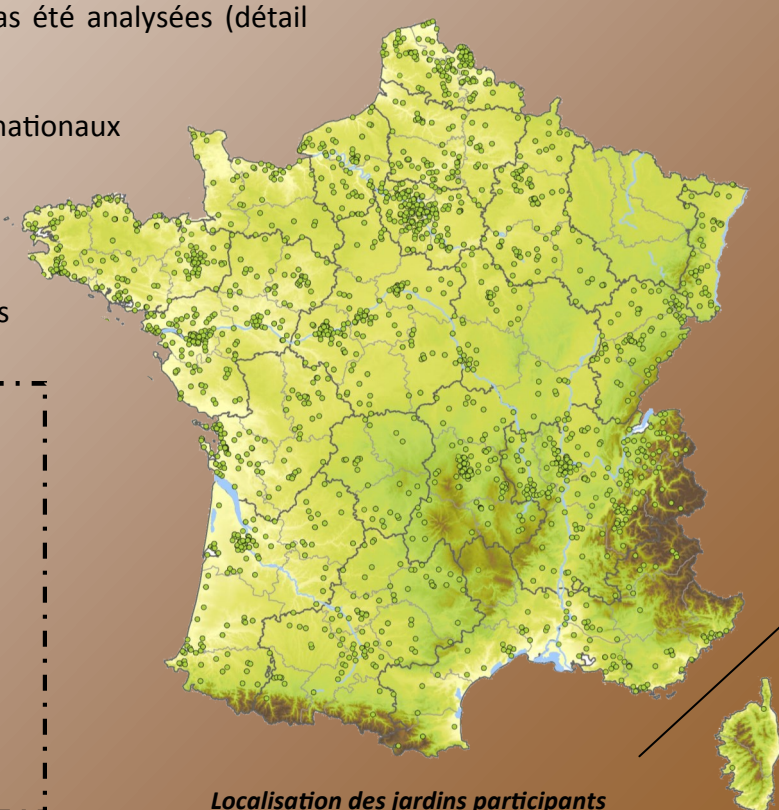 as été analysées (détail
nationaux
s
Localisation des jardins participants